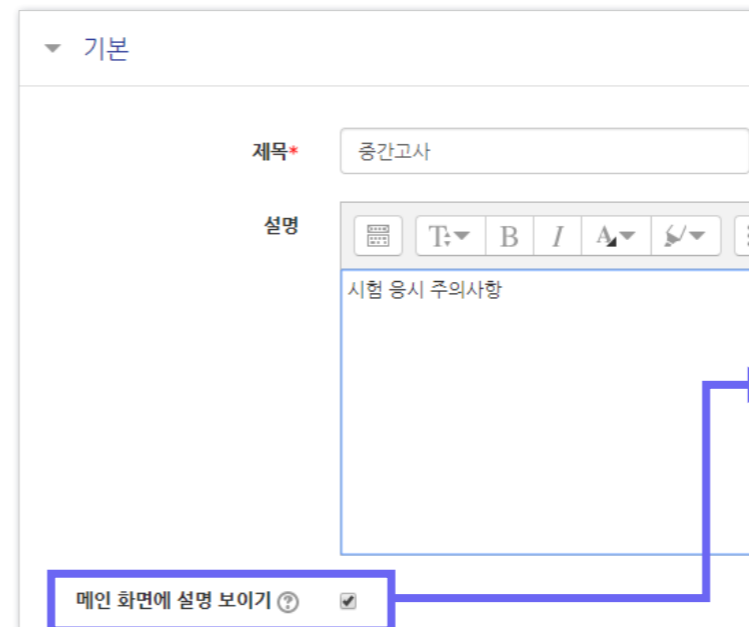 기본
제목*
중간고사
설명
T B I A
시험 응시 주의사항
메인 화면에 설명 보이기 ?